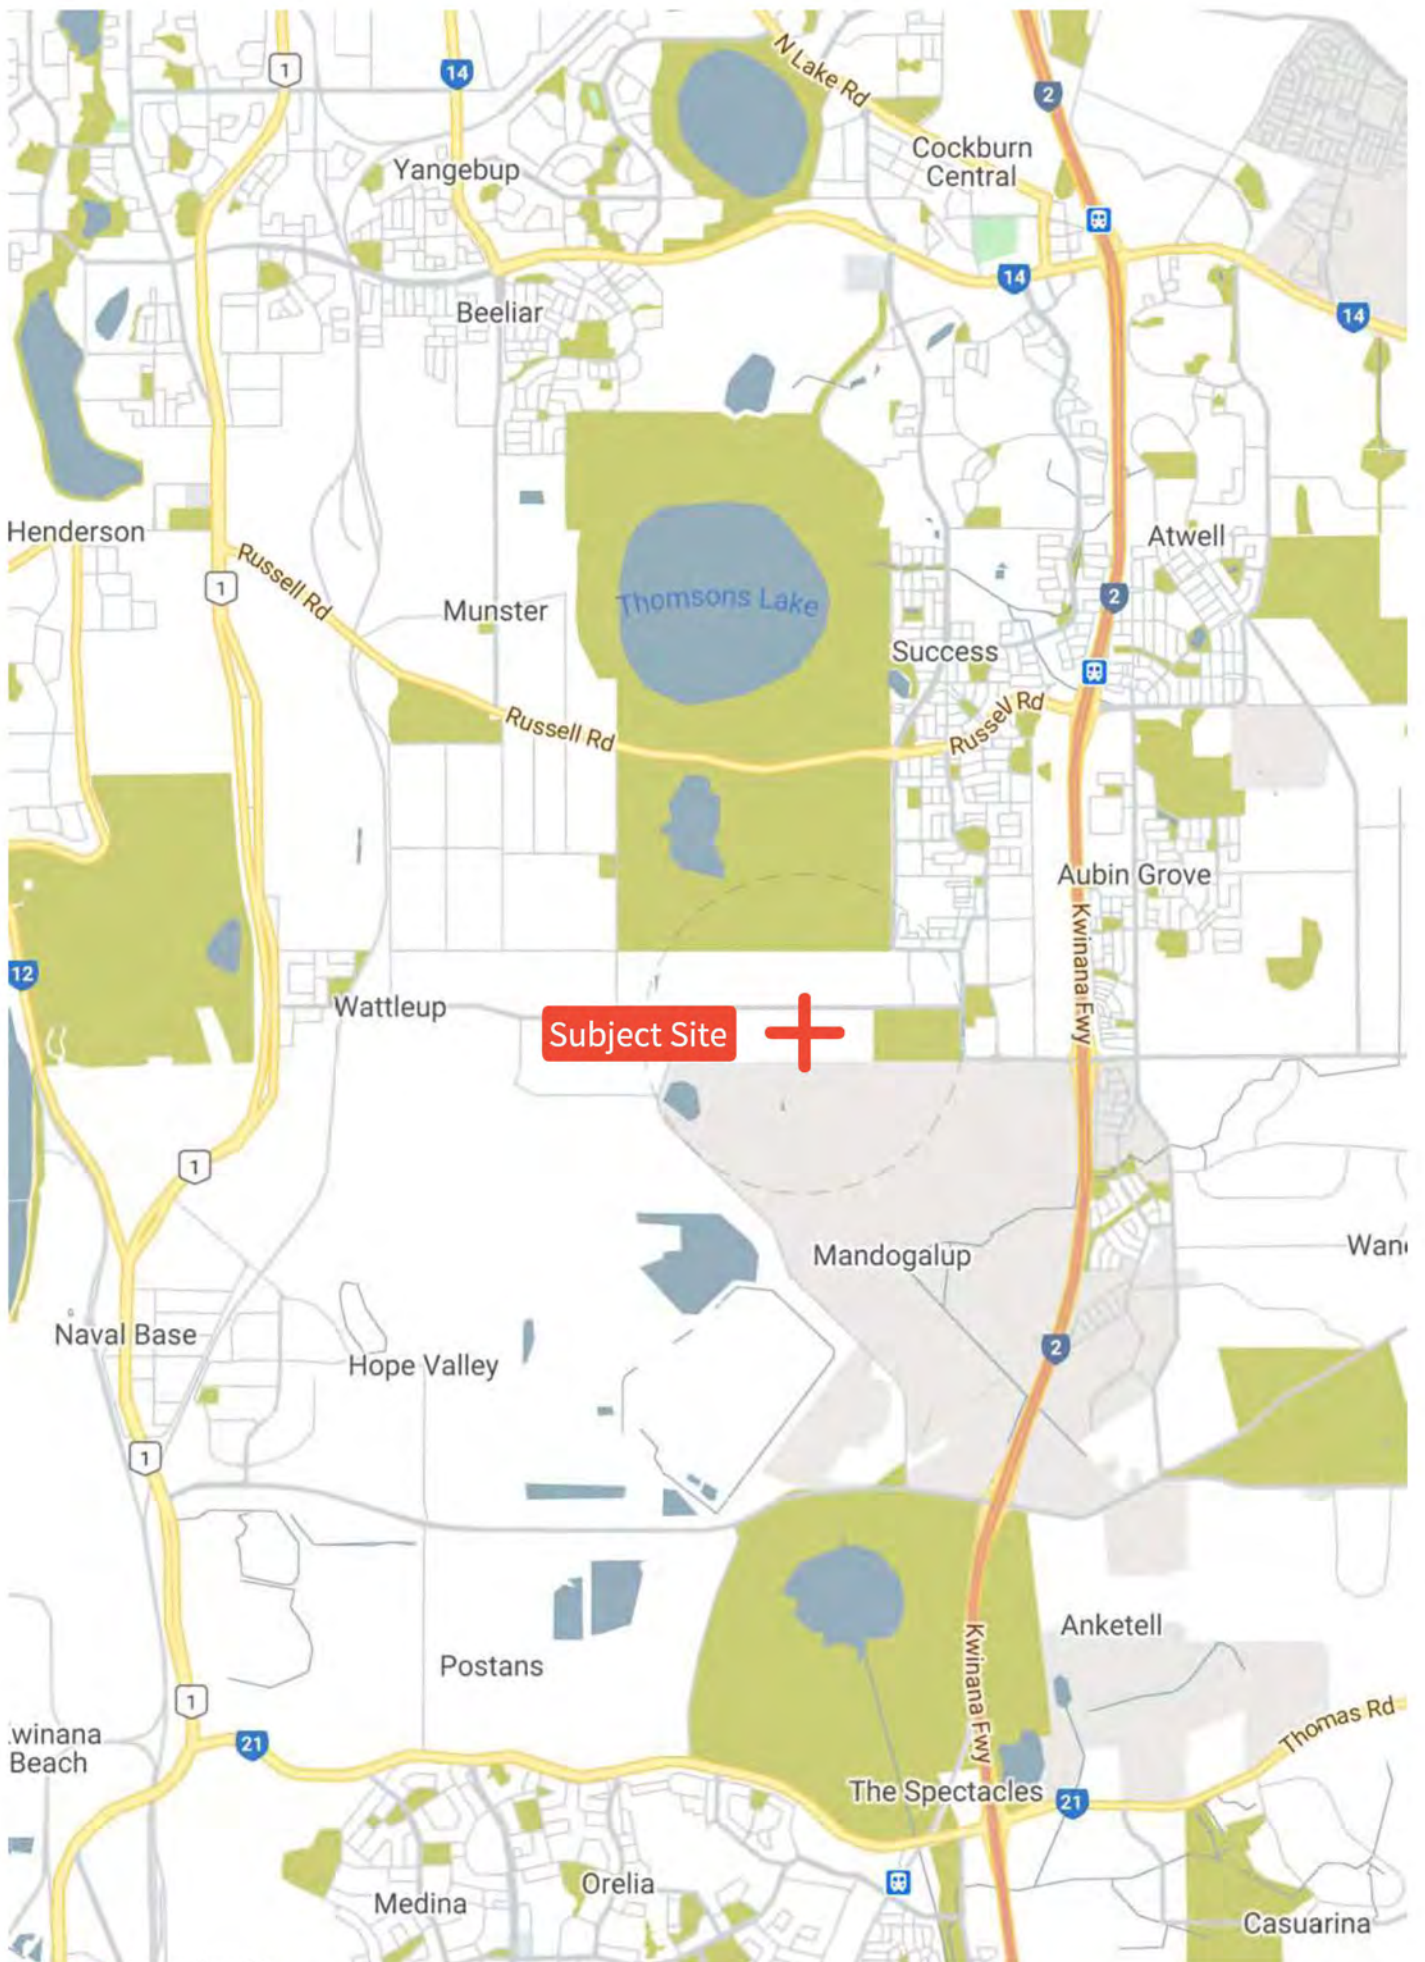 N Lake Rd
1
14
2
Cockburn
Central
Yangebup
14
14
Beeliar
Henderson
Russell Rd
Atwell
1
2
Thomsons Lake
Munster
Success
Russell Rd
Russell Rd
Aubin Grove
Kwinana Fwy
12
Wattleup
Subject Site
1
Mandogalup
Naval Base
2
Hope Valley
1
Anketell
Kwinana Fwy
Postans
1
Thomas Rd
Beach
21
The Spectacles
21
Orelia
Medina
Casuarina